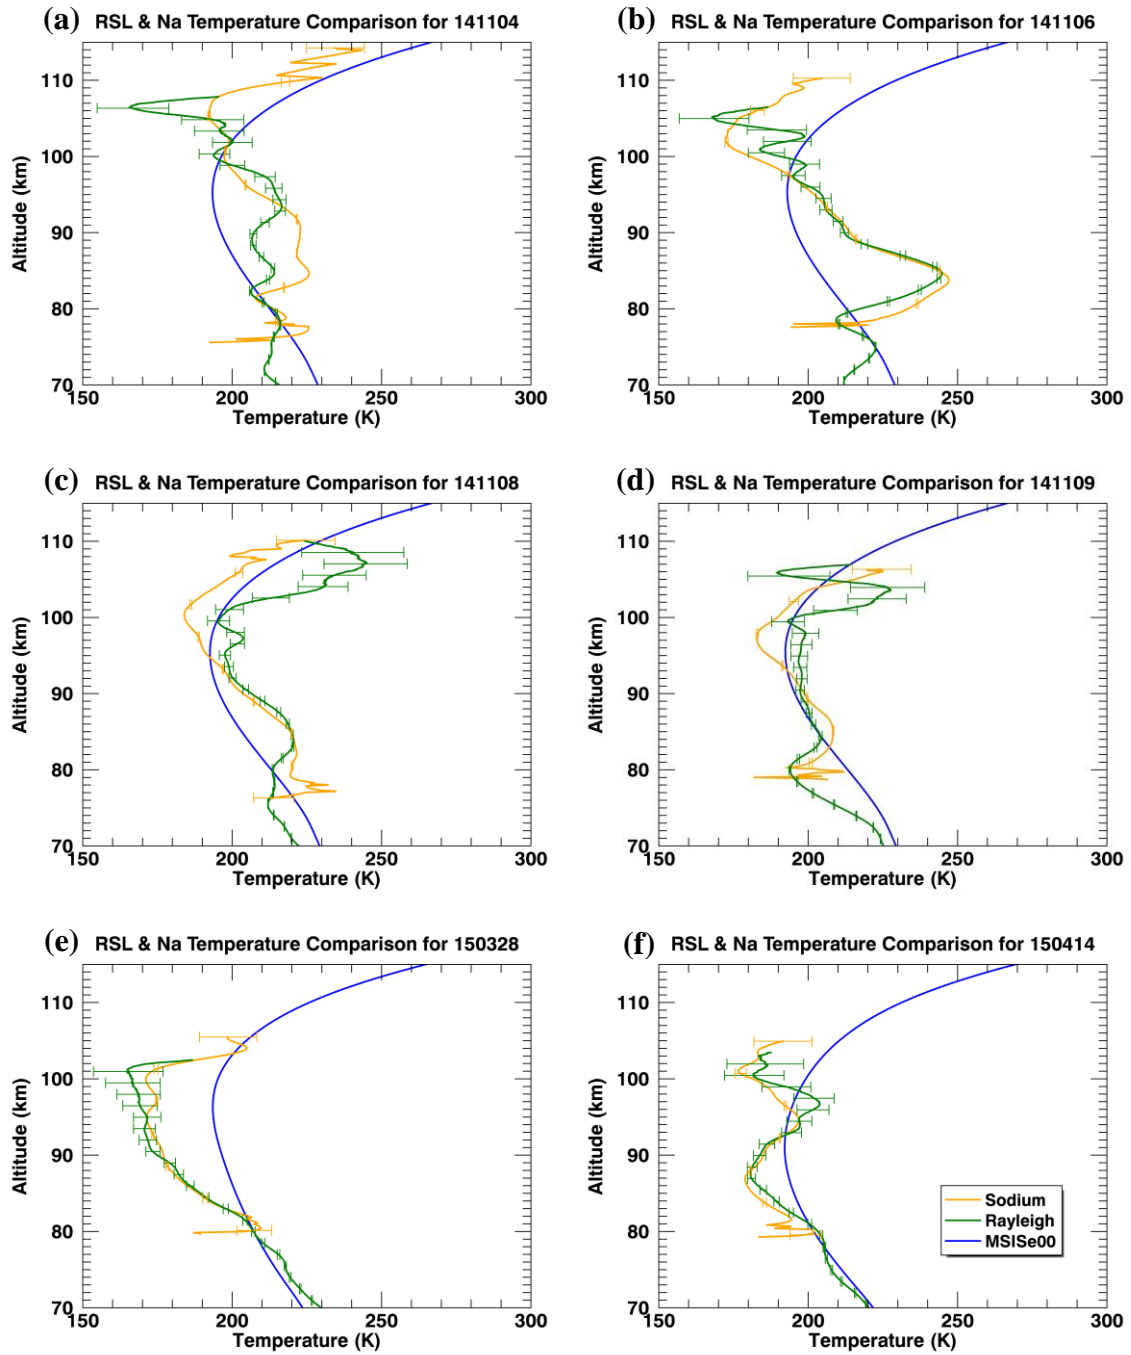 (a) RSL & Na Temperature Comparison for 141104
110
100
90
80
70
150 200 250 300
Altitude (km)
Temperature (K)
(b) RSL & Na Temperature Comparison for 141106
110
100
90
80
70
150 200 250 300
Altitude (km)
Temperature (K)
(c) RSL & Na Temperature Comparison for 141108
110
100
90
80
70
150 200 250 300
Altitude (km)
Temperature (K)
(d) RSL & Na Temperature Comparison for 141109
110
100
90
80
70
150 200 250 300
Altitude (km)
Temperature (K)
(e) RSL & Na Temperature Comparison for 150328
110
100
90
80
70
150 200 250 300
Altitude (km)
Temperature (K)
(f) RSL & Na Temperature Comparison for 150414
110
100
90
80
70
150 200 250 300
Altitude (km)
Temperature (K)
Sodium
Rayleigh
MSISe00